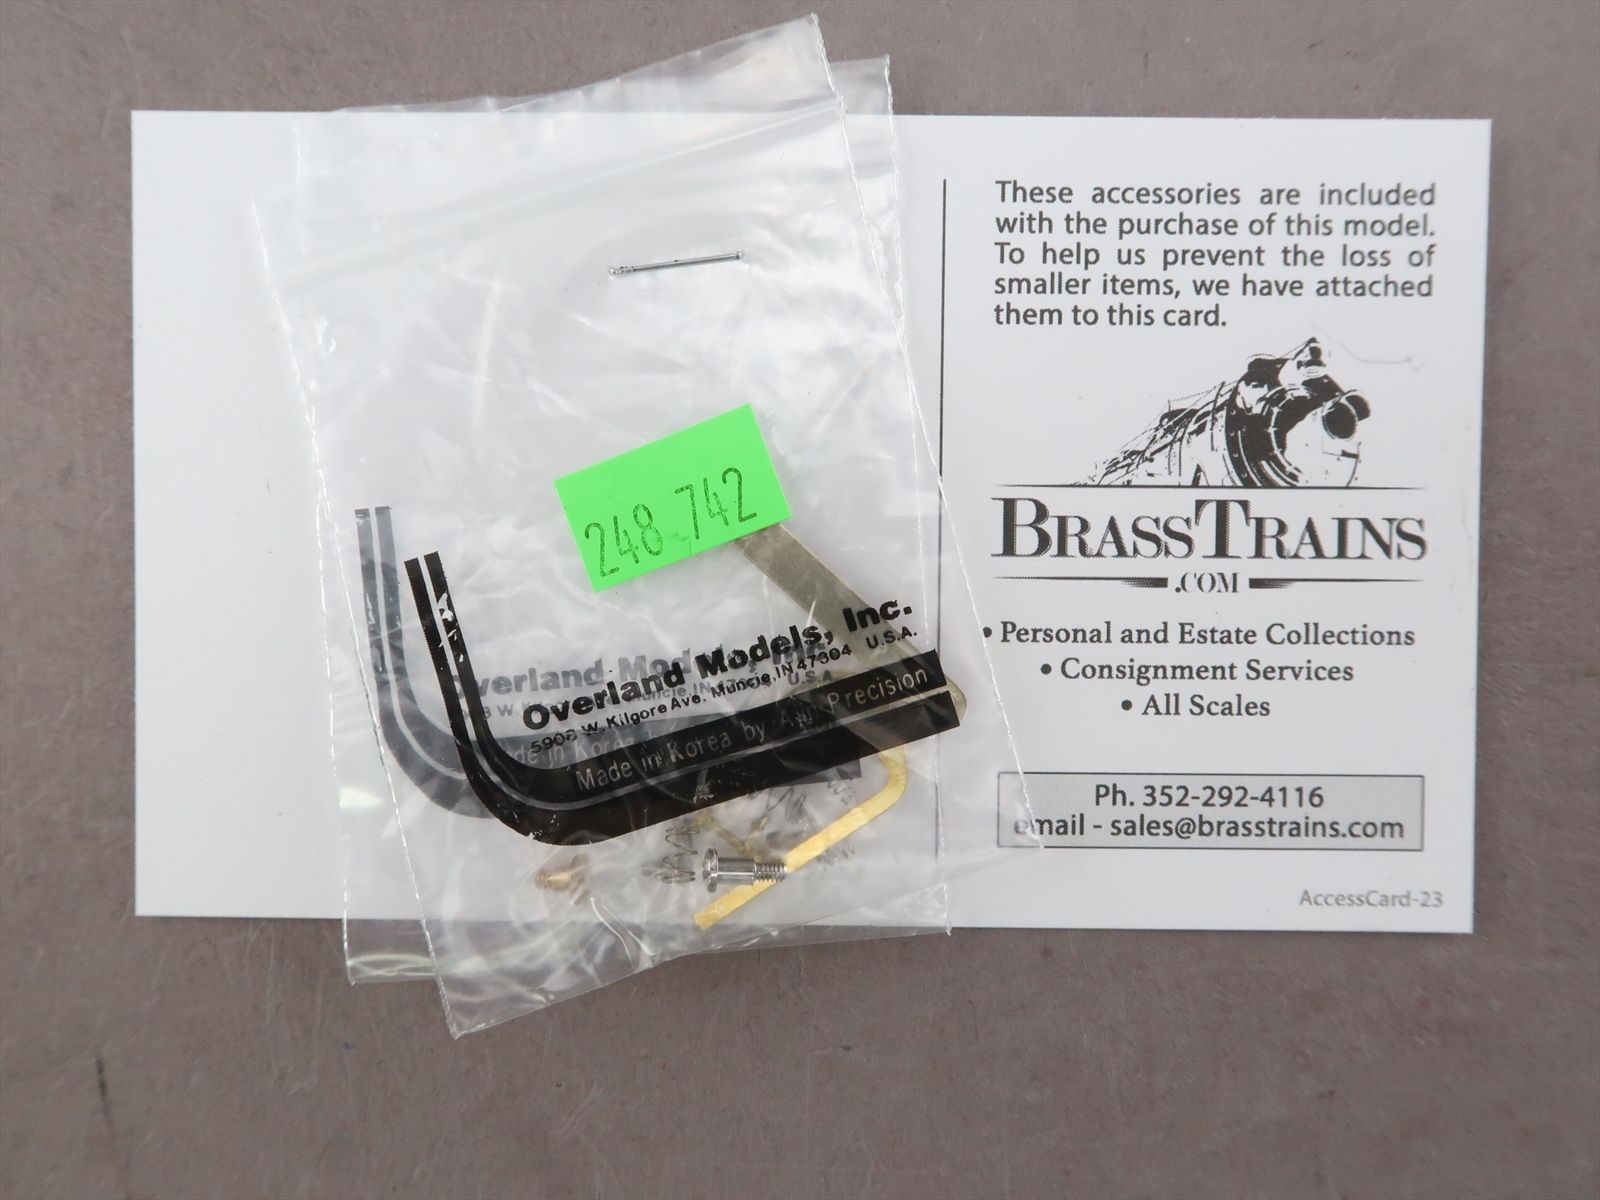 These accessories are included
with the purchase of this model.
To help us prevent the loss of
smaller items, we have attached
them to this card.
BRASSTRAINS
.COM
• Personal and Estate Collections
• Consignment Services
• All Scales
Ph. 352-292-4116
email - sales@brasstrains.com
AccessCard-23
248 742
Overland Models, Inc.
5908 W. Kilgore Ave. Muncie, IN 47304 U.S.A.
Made in Korea by Precision
Overland
U.S.A.
in Korea